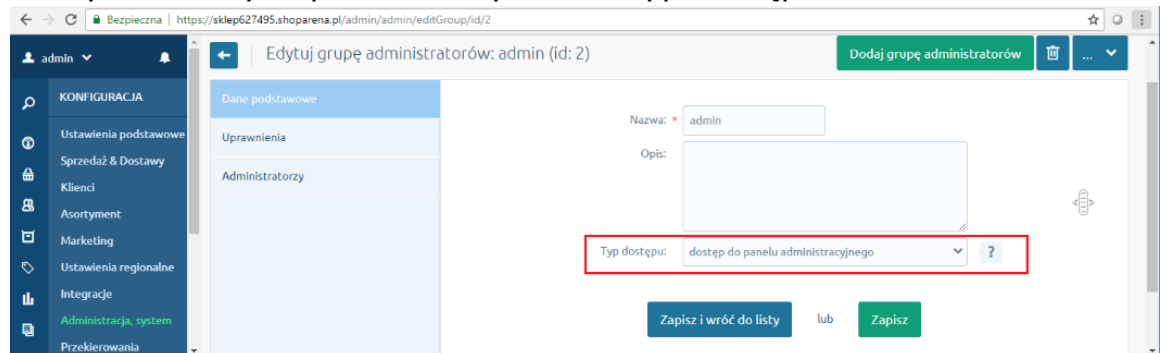 Bezpieczna | https://sklep627495.shoparena.pl/admin/admin/editGroup/id/2
admin
Edytuj grupę administratorów: admin (id: 2)
Dodaj grupę administratorów
...
KONFIGURACJA
Ustawienia podstawowe
Sprzedaż & Dostawy
Klienci
Asortyment
Marketing
Ustawienia regionalne
Integracje
Administracja, system
Przekierowania
Dane podstawowe
Uprawnienia
Administratorzy
Nazwa: * admin
Opis:
Typ dostępu: dostęp do panelu administracyjnego ?
Zapisz i wróć do listy lub Zapisz